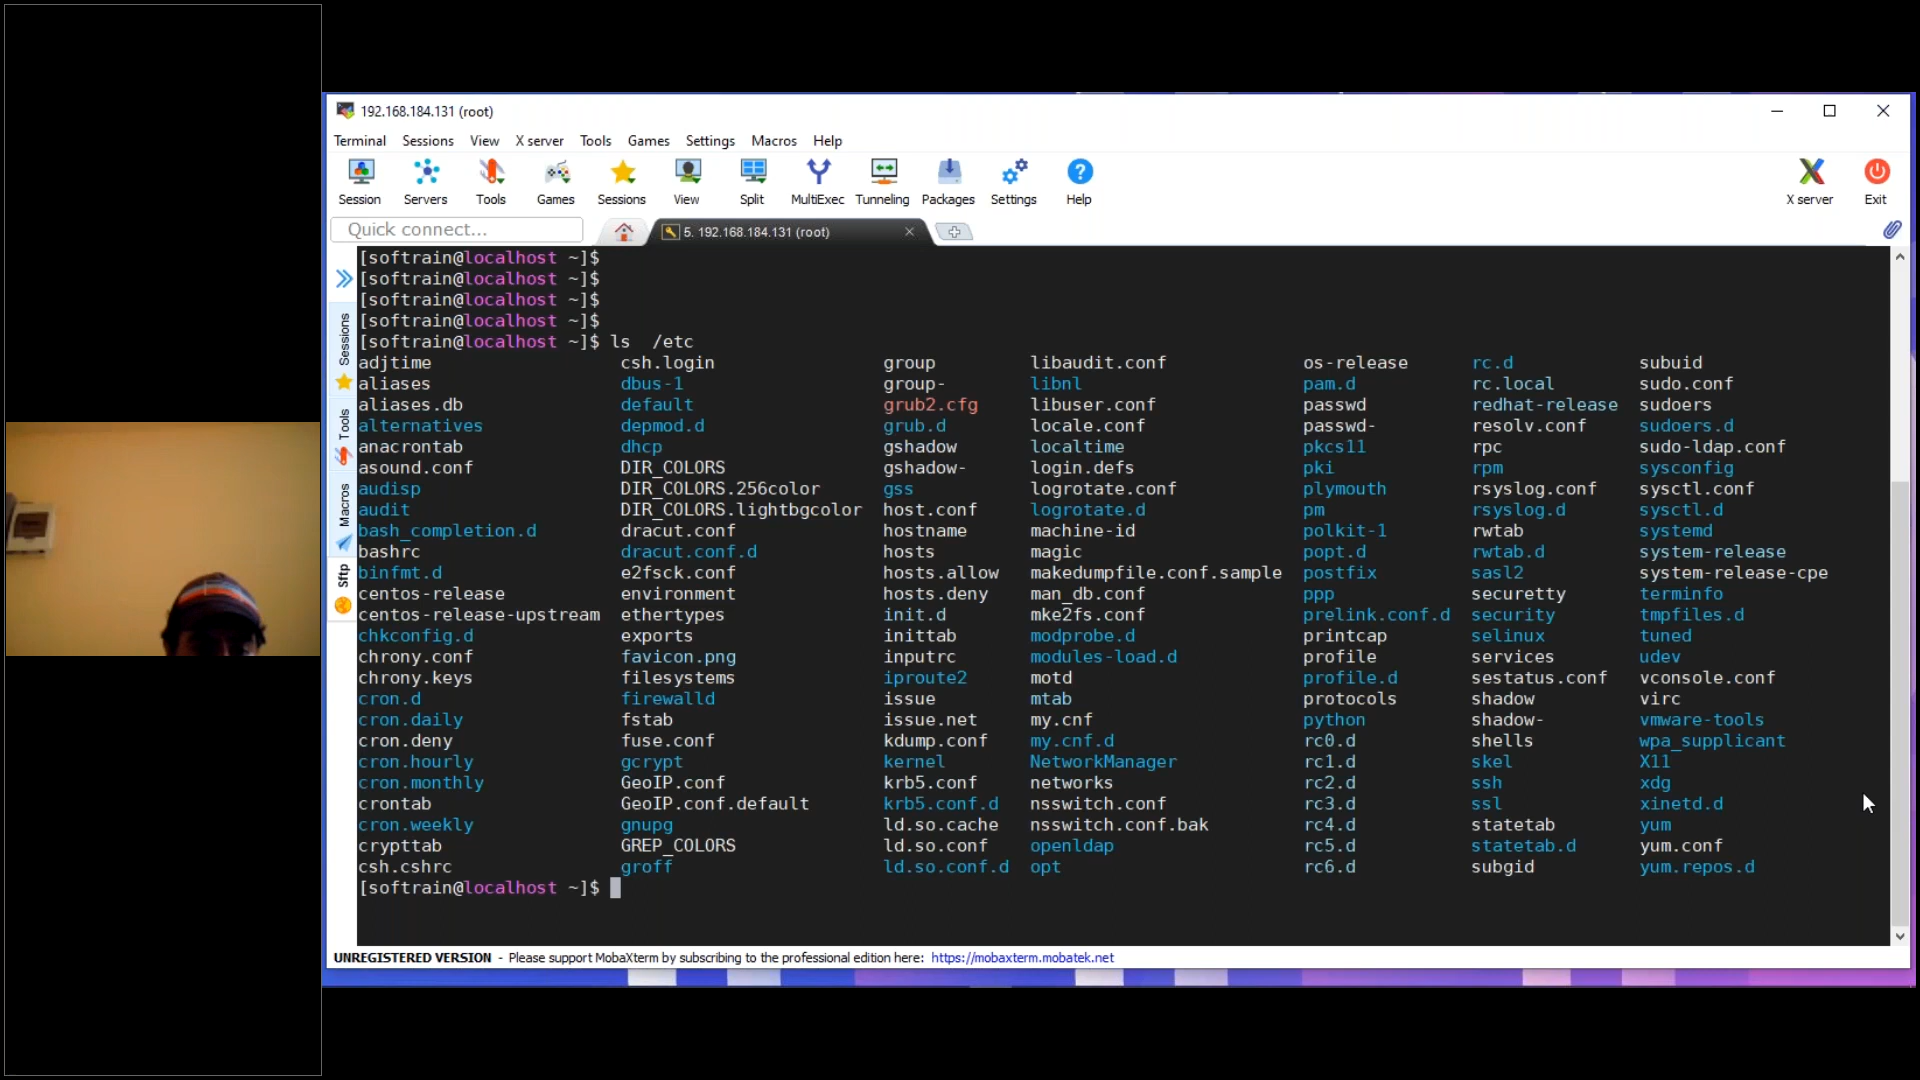 192.168.184.131 (root)
Terminal Sessions View X server Tools Games Settings Macros Help
Session Servers Tools Games Sessions View Split MultiExec Tunneling Packages Settings Help X server Exit
Quick connect... 5. 192.168.184.131 (root)
Sessions
Tools
Macros
Sftp
[softrain@localhost ~]$
[softrain@localhost ~]$
[softrain@localhost ~]$
[softrain@localhost ~]$
[softrain@localhost ~]$ ls  /etc
adjtime csh.login group libaudit.conf os-release rc.d subuid
aliases dbus-1 group- libnl pam.d rc.local sudo.conf
aliases.db default grub2.cfg libuser.conf passwd redhat-release sudoers
alternatives depmod.d grub.d locale.conf passwd- resolv.conf sudoers.d
anacrontab dhcp gshadow localtime pkcs11 rpc sudo-ldap.conf
asound.conf DIR_COLORS gshadow- login.defs pki rpm sysconfig
audisp DIR_COLORS.256color gss logrotate.conf plymouth rsyslog.conf sysctl.conf
audit DIR_COLORS.lightbgcolor host.conf logrotate.d pm rsyslog.d sysctl.d
bash_completion.d dracut.conf hostname machine-id polkit-1 rwtab systemd
bashrc dracut.conf.d hosts magic popt.d rwtab.d system-release
binfmt.d e2fsck.conf hosts.allow makedumpfile.conf.sample postfix sasl2 system-release-cpe
centos-release environment hosts.deny man_db.conf ppp securetty terminfo
centos-release-upstream ethertypes init.d mke2fs.conf prelink.conf.d security tmpfiles.d
chkconfig.d exports inittab modprobe.d printcap selinux tuned
chrony.conf favicon.png inputrc modules-load.d profile services udev
chrony.keys filesystems iproute2 motd profile.d sestatus.conf vconsole.conf
cron.d firewalld issue mtab protocols shadow virc
cron.daily fstab issue.net my.cnf python shadow- vmware-tools
cron.deny fuse.conf kdump.conf my.cnf.d rc0.d shells wpa_supplicant
cron.hourly gcrypt kernel NetworkManager rc1.d skel X11
cron.monthly GeoIP.conf krb5.conf networks rc2.d ssh xdg
crontab GeoIP.conf.default krb5.conf.d nsswitch.conf rc3.d ssl xinetd.d
cron.weekly gnupg ld.so.cache nsswitch.conf.bak rc4.d statetab yum
crypttab GREP_COLORS ld.so.conf openldap rc5.d statetab.d yum.conf
csh.cshrc groff ld.so.conf.d opt rc6.d subgid yum.repos.d
[softrain@localhost ~]$
UNREGISTERED VERSION - Please support MobaXterm by subscribing to the professional edition here: https://mobaxterm.mobatek.net